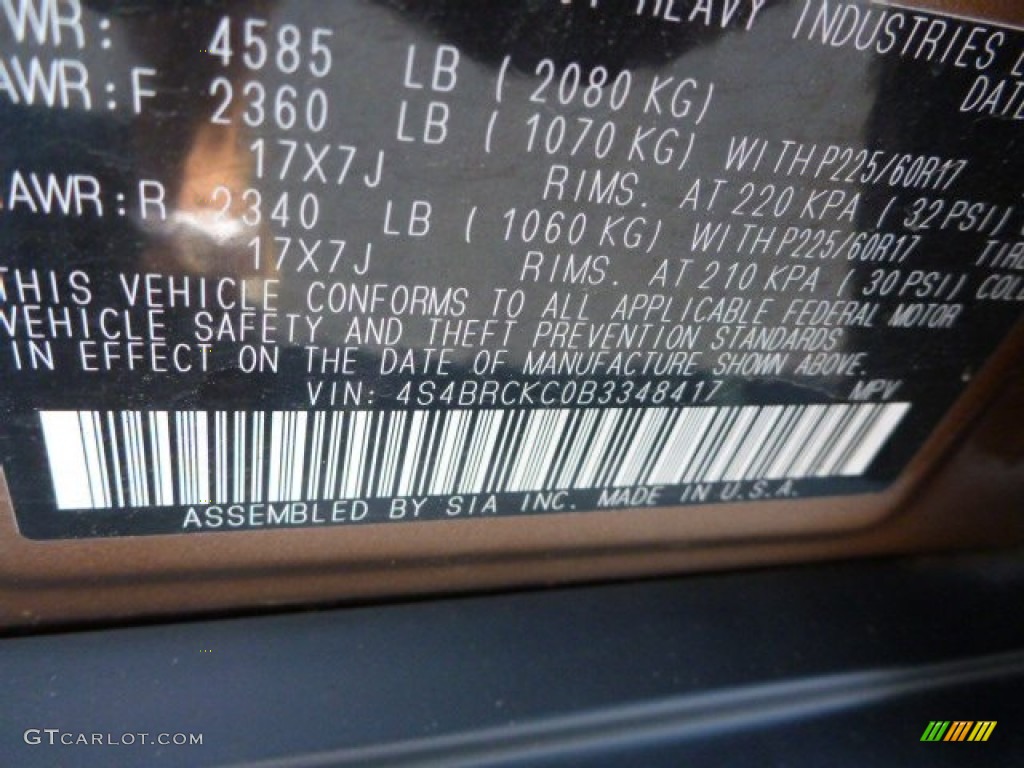 HEAVY INDUSTRIES
WR: 4585 LB ( 2080 KG) DATE
AWR:F 2360 LB ( 1070 KG) WITH P225/60R17
17X7J RIMS. AT 220 KPA ( 32 PSI)
AWR:R 2340 LB ( 1060 KG) WITH P225/60R17 TIRE
17X7J RIMS. AT 210 KPA ( 30 PSI) COLD
THIS VEHICLE CONFORMS TO ALL APPLICABLE FEDERAL MOTOR
VEHICLE SAFETY AND THEFT PREVENTION STANDARDS
IN EFFECT ON THE DATE OF MANUFACTURE SHOWN ABOVE.
VIN: 4S4BRCKC0B3348417 MPV
ASSEMBLED BY SIA INC. MADE IN U.S.A.
GTCARLOT.COM